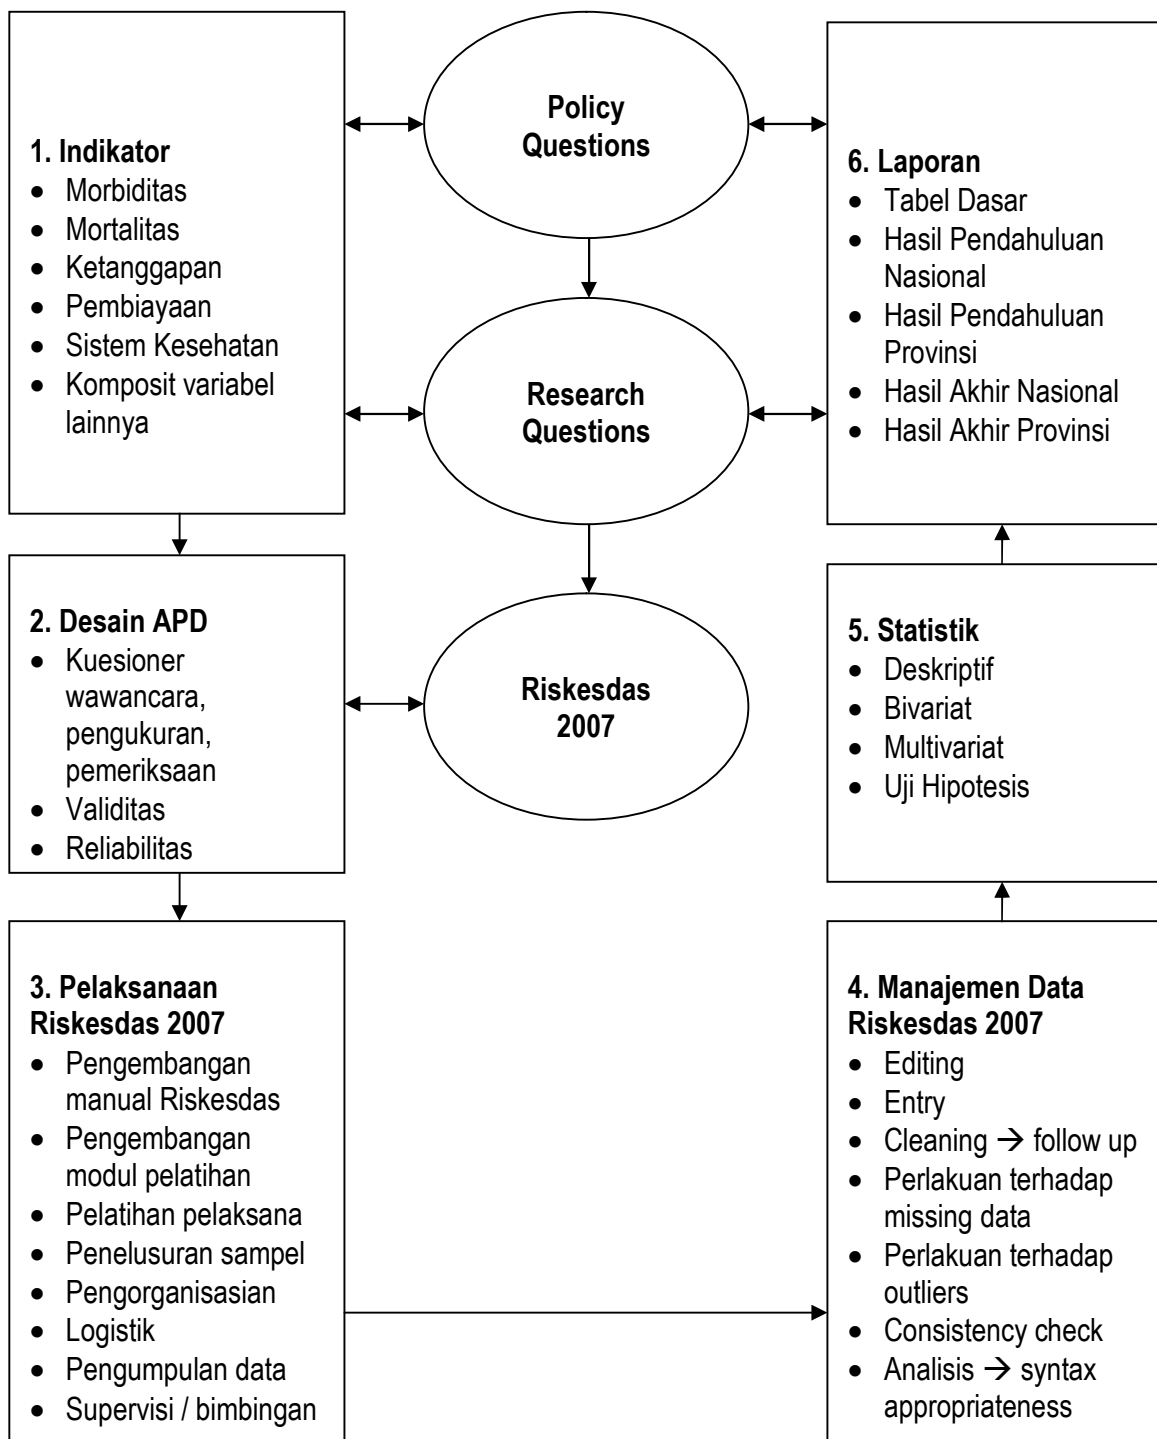 1. Indikator
• Morbiditas
• Mortalitas
• Ketanggapan
• Pembiayaan
• Sistem Kesehatan
• Komposit variabel
lainnya
Policy
Questions
Research
Questions
Riskesdas
2007
2. Desain APD
• Kuesioner
wawancara,
pengukuran,
pemeriksaan
• Validitas
• Reliabilitas
3. Pelaksanaan
Riskesdas 2007
• Pengembangan
manual Riskesdas
• Pengembangan
modul pelatihan
• Pelatihan pelaksana
• Penelusuran sampel
• Pengorganisasian
• Logistik
• Pengumpulan data
• Supervisi / bimbingan
4. Manajemen Data
Riskesdas 2007
• Editing
• Entry
• Cleaning → follow up
• Perlakuan terhadap
missing data
• Perlakuan terhadap
outliers
• Consistency check
• Analisis → syntax
appropriateness
5. Statistik
• Deskriptif
• Bivariat
• Multivariat
• Uji Hipotesis
6. Laporan
• Tabel Dasar
• Hasil Pendahuluan
Nasional
• Hasil Pendahuluan
Provinsi
• Hasil Akhir Nasional
• Hasil Akhir Provinsi